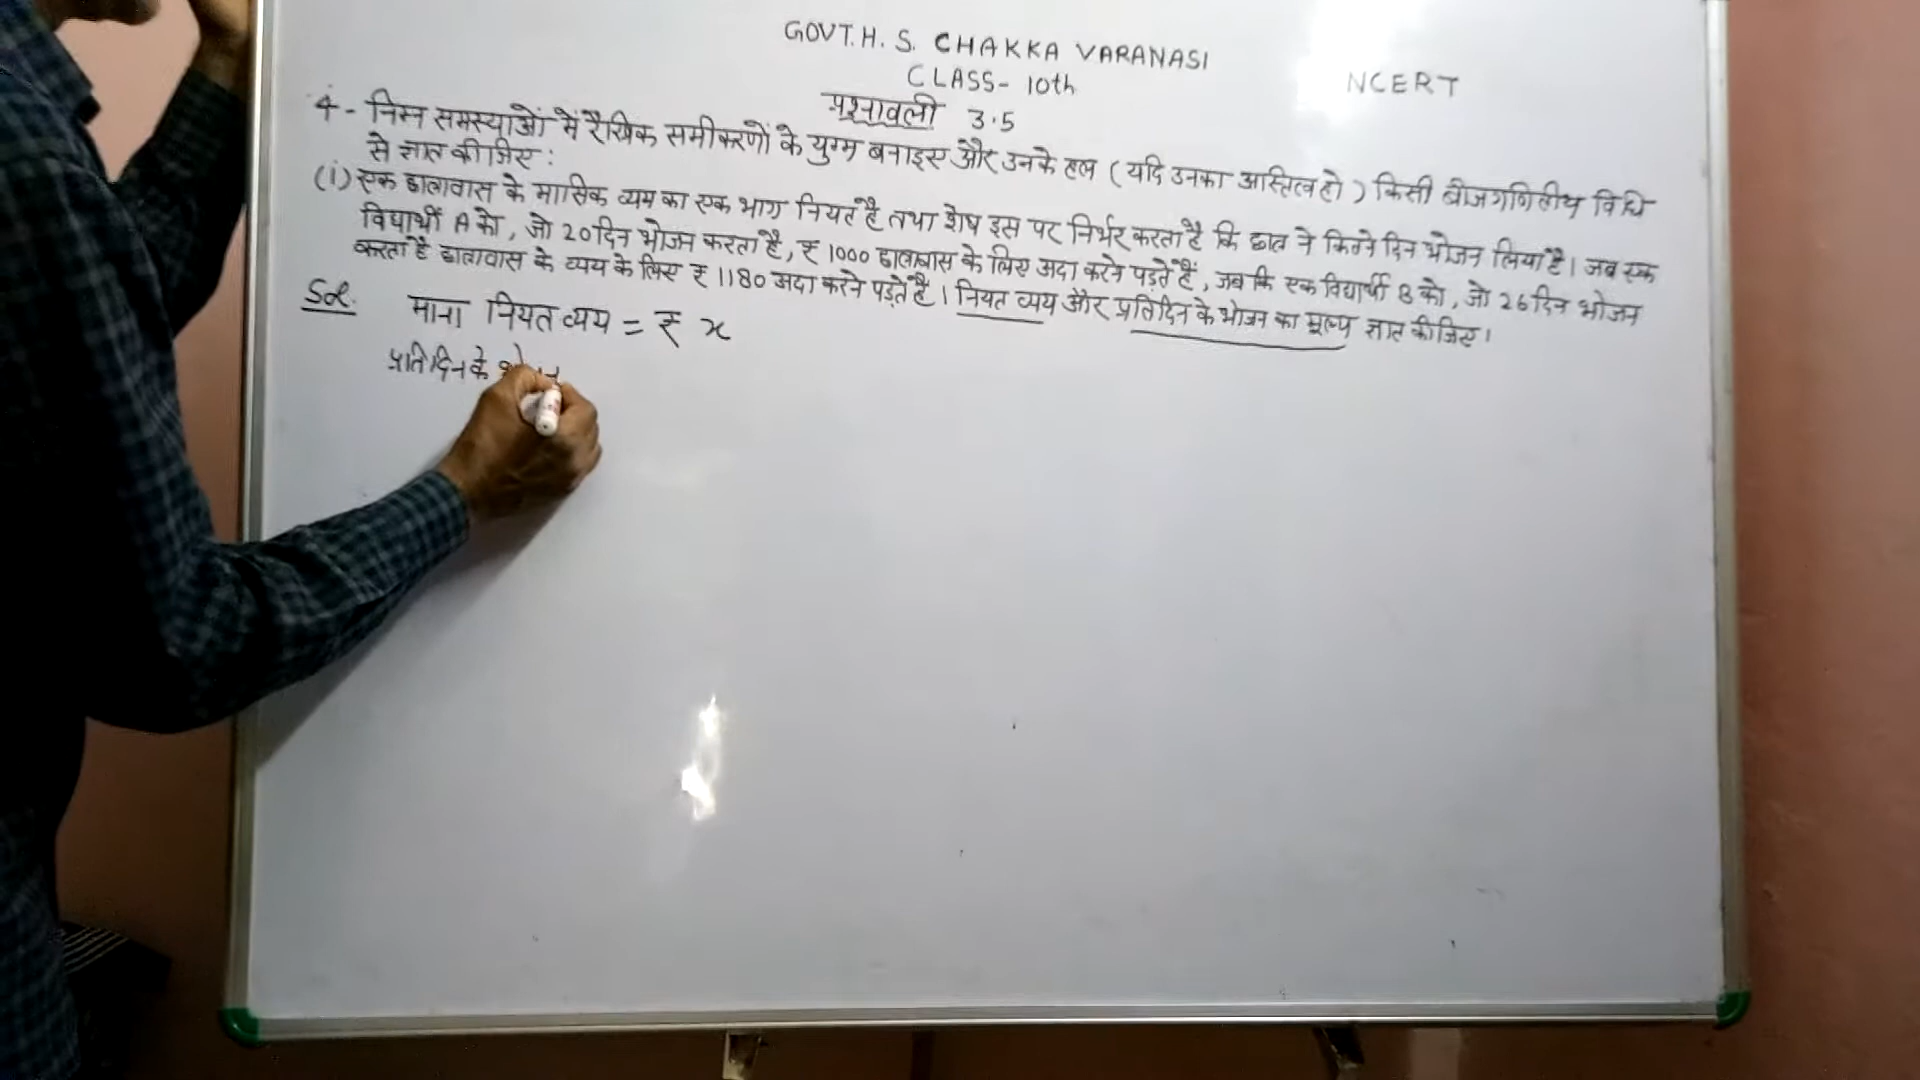 GOVT. H. S. CHAKKA VARANASI
CLASS- 10th
NCERT
प्रश्नावली 3.5
4- निम्न समस्याओं में रैखिक समीकरणों के युग्म बनाइए और उनके हल (यदि उनका अस्तित्व हो) किसी बीजगणितीय विधि
से ज्ञात कीजिए:
(i) एक छात्रावास के मासिक व्यय का एक भाग नियत है तथा शेष इस पर निर्भर करता है कि छात्र ने कितने दिन भोजन लिया है। जब एक
विद्यार्थी A को, जो 20 दिन भोजन करता है, ₹ 1000 छात्रावास के लिए अदा करने पड़ते हैं, जब कि एक विद्यार्थी B को, जो 26 दिन भोजन
करता है छात्रावास के व्यय के लिए ₹ 1180 अदा करने पड़ते है। नियत व्यय और प्रतिदिन के भोजन का मूल्य ज्ञात कीजिए।
Sol. माना नियत व्यय = ₹ x
प्रतिदिन के